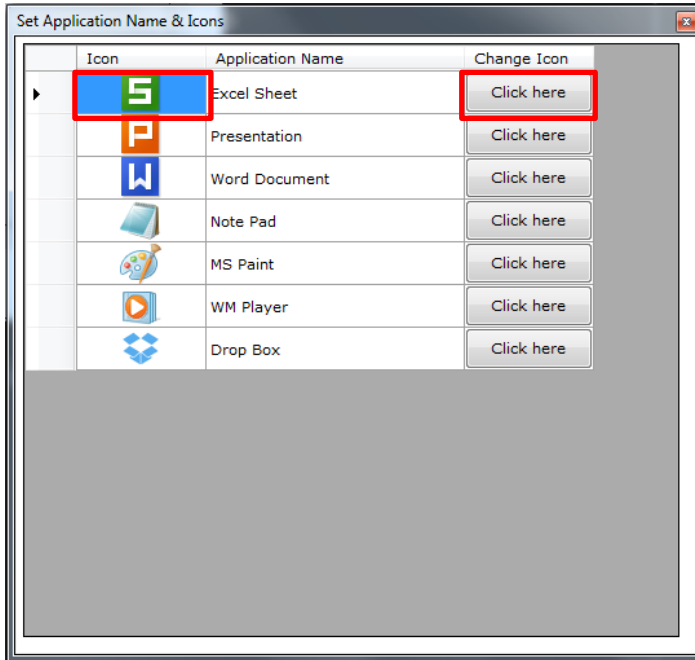 Set Application Name & Icons
Icon Application Name Change Icon
S Excel Sheet Click here
P Presentation Click here
W Word Document Click here
Note Pad Click here
MS Paint Click here
WM Player Click here
Drop Box Click here